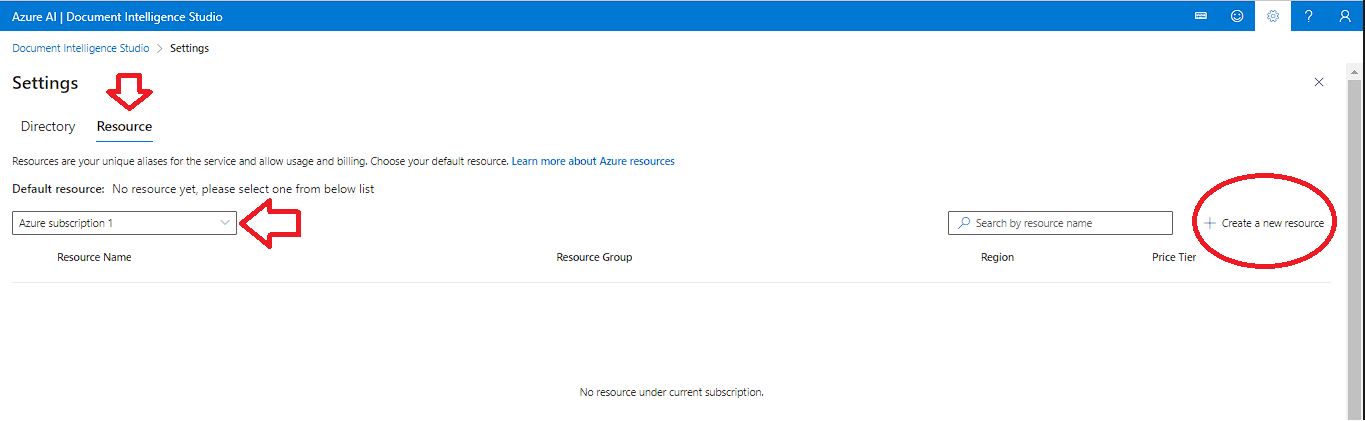 Azure AI | Document Intelligence Studio
Document Intelligence Studio > Settings
Settings
Directory Resource
Resources are your unique aliases for the service and allow usage and billing. Choose your default resource. Learn more about Azure resources
Default resource: No resource yet, please select one from below list
Azure subscription 1 Search by resource name + Create a new resource
Resource Name Resource Group Region Price Tier
No resource under current subscription.